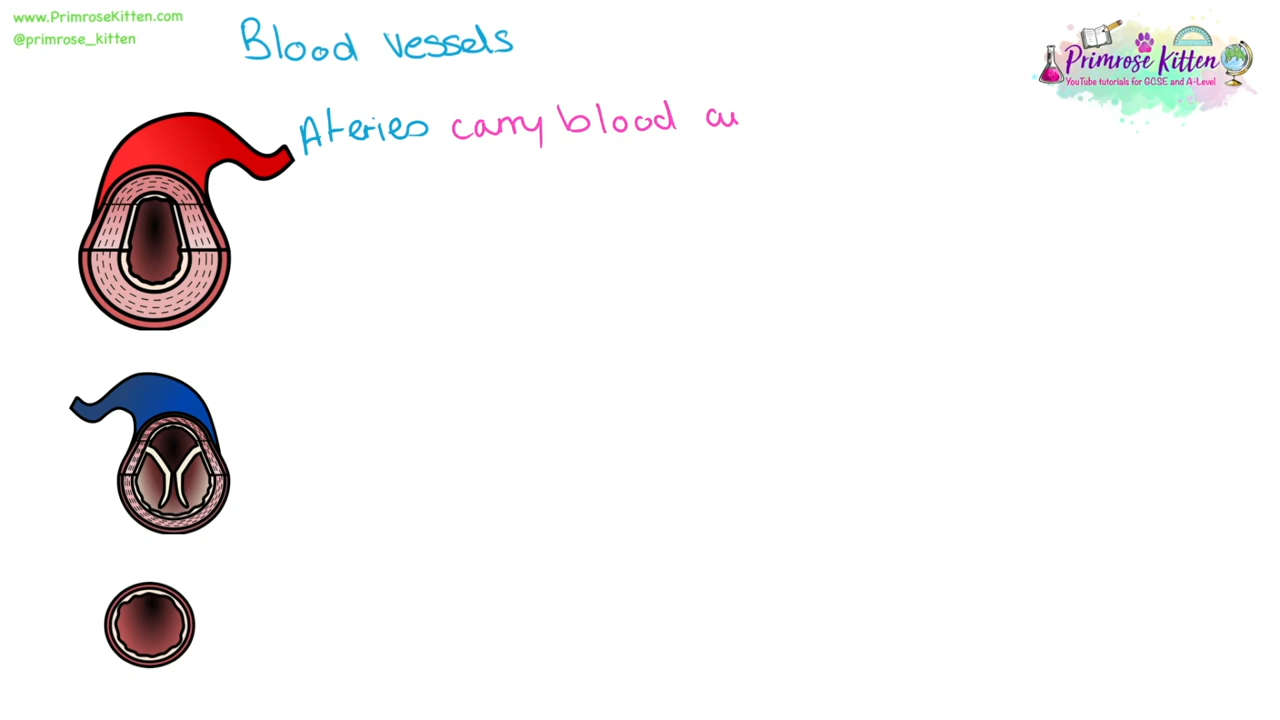 www.PrimroseKitten.com
@primrose_kitten
Blood vessels
Primrose Kitten
YouTube tutorials for GCSE and A-Level
Ateries carry blood